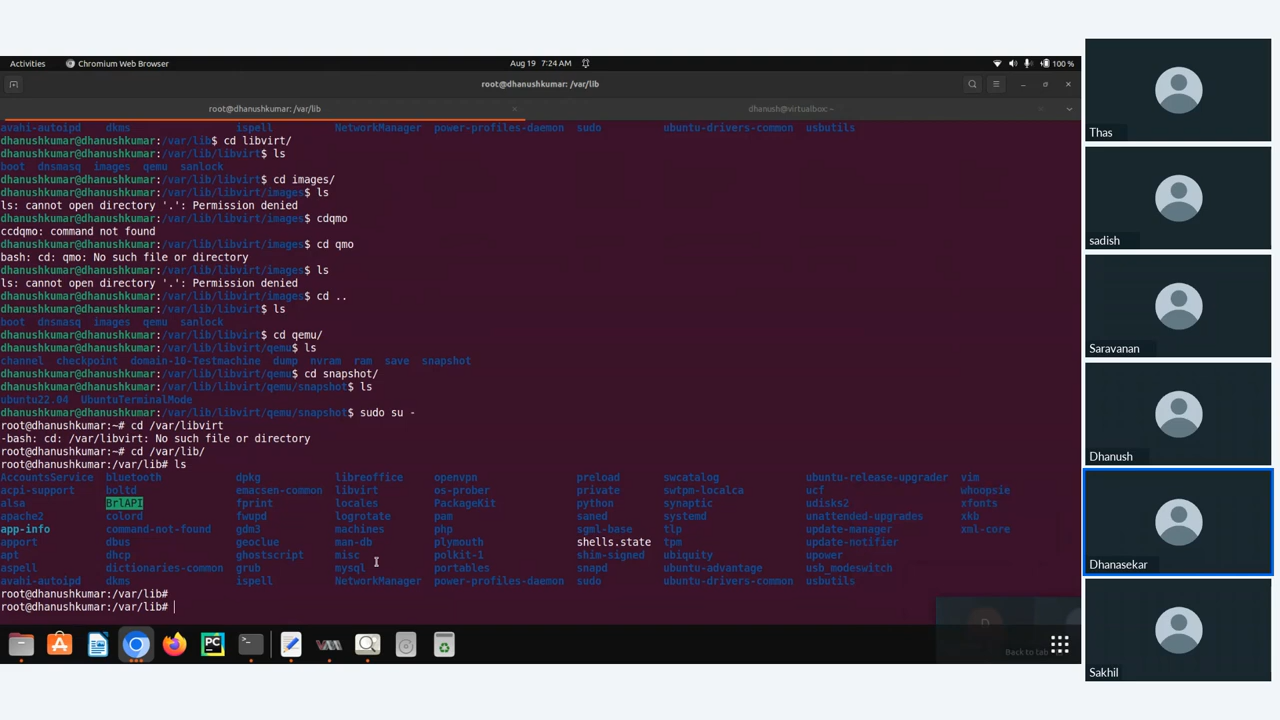 Activities Chromium Web Browser Aug 19 7:24 AM 100 %
root@dhanushkumar: /var/lib
root@dhanushkumar: /var/lib × dhanush@virtualbox: ~
avahi-autoipd dkms ispell NetworkManager power-profiles-daemon sudo ubuntu-drivers-common usbutils
dhanushkumar@dhanushkumar:/var/lib$ cd libvirt/
dhanushkumar@dhanushkumar:/var/lib/libvirt$ ls
boot dnsmasq images qemu sanlock
dhanushkumar@dhanushkumar:/var/lib/libvirt$ cd images/
dhanushkumar@dhanushkumar:/var/lib/libvirt/images$ ls
ls: cannot open directory '.': Permission denied
dhanushkumar@dhanushkumar:/var/lib/libvirt/images$ cdqmo
ccdqmo: command not found
dhanushkumar@dhanushkumar:/var/lib/libvirt/images$ cd qmo
bash: cd: qmo: No such file or directory
dhanushkumar@dhanushkumar:/var/lib/libvirt/images$ ls
ls: cannot open directory '.': Permission denied
dhanushkumar@dhanushkumar:/var/lib/libvirt/images$ cd ..
dhanushkumar@dhanushkumar:/var/lib/libvirt$ ls
boot dnsmasq images qemu sanlock
dhanushkumar@dhanushkumar:/var/lib/libvirt$ cd qemu/
dhanushkumar@dhanushkumar:/var/lib/libvirt/qemu$ ls
channel checkpoint domain-10-Testmachine dump nvram ram save snapshot
dhanushkumar@dhanushkumar:/var/lib/libvirt/qemu$ cd snapshot/
dhanushkumar@dhanushkumar:/var/lib/libvirt/qemu/snapshot$ ls
ubuntu22.04 UbuntuTerminalMode
dhanushkumar@dhanushkumar:/var/lib/libvirt/qemu/snapshot$ sudo su -
root@dhanushkumar:~# cd /var/libvirt
-bash: cd: /var/libvirt: No such file or directory
root@dhanushkumar:~# cd /var/lib/
root@dhanushkumar:/var/lib# ls
AccountsService bluetooth dpkg libreoffice openvpn preload swcatalog ubuntu-release-upgrader vim
acpi-support boltd emacsen-common libvirt os-prober private swtpm-localca ucf whoopsie
alsa BrlAPI fprint locales PackageKit python synaptic udisks2 xfonts
apache2 colord fwupd logrotate pam saned systemd unattended-upgrades xkb
app-info command-not-found gdm3 machines php sgml-base tlp update-manager xml-core
apport dbus geoclue man-db plymouth shells.state tpm update-notifier
apt dhcp ghostscript misc polkit-1 shim-signed ubiquity upower
aspell dictionaries-common grub mysql portables snapd ubuntu-advantage usb_modeswitch
avahi-autoipd dkms ispell NetworkManager power-profiles-daemon sudo ubuntu-drivers-common usbutils
root@dhanushkumar:/var/lib#
root@dhanushkumar:/var/lib#
D
Back to tab
PC
Thas
sadish
Saravanan
Dhanush
Dhanasekar
Sakhil